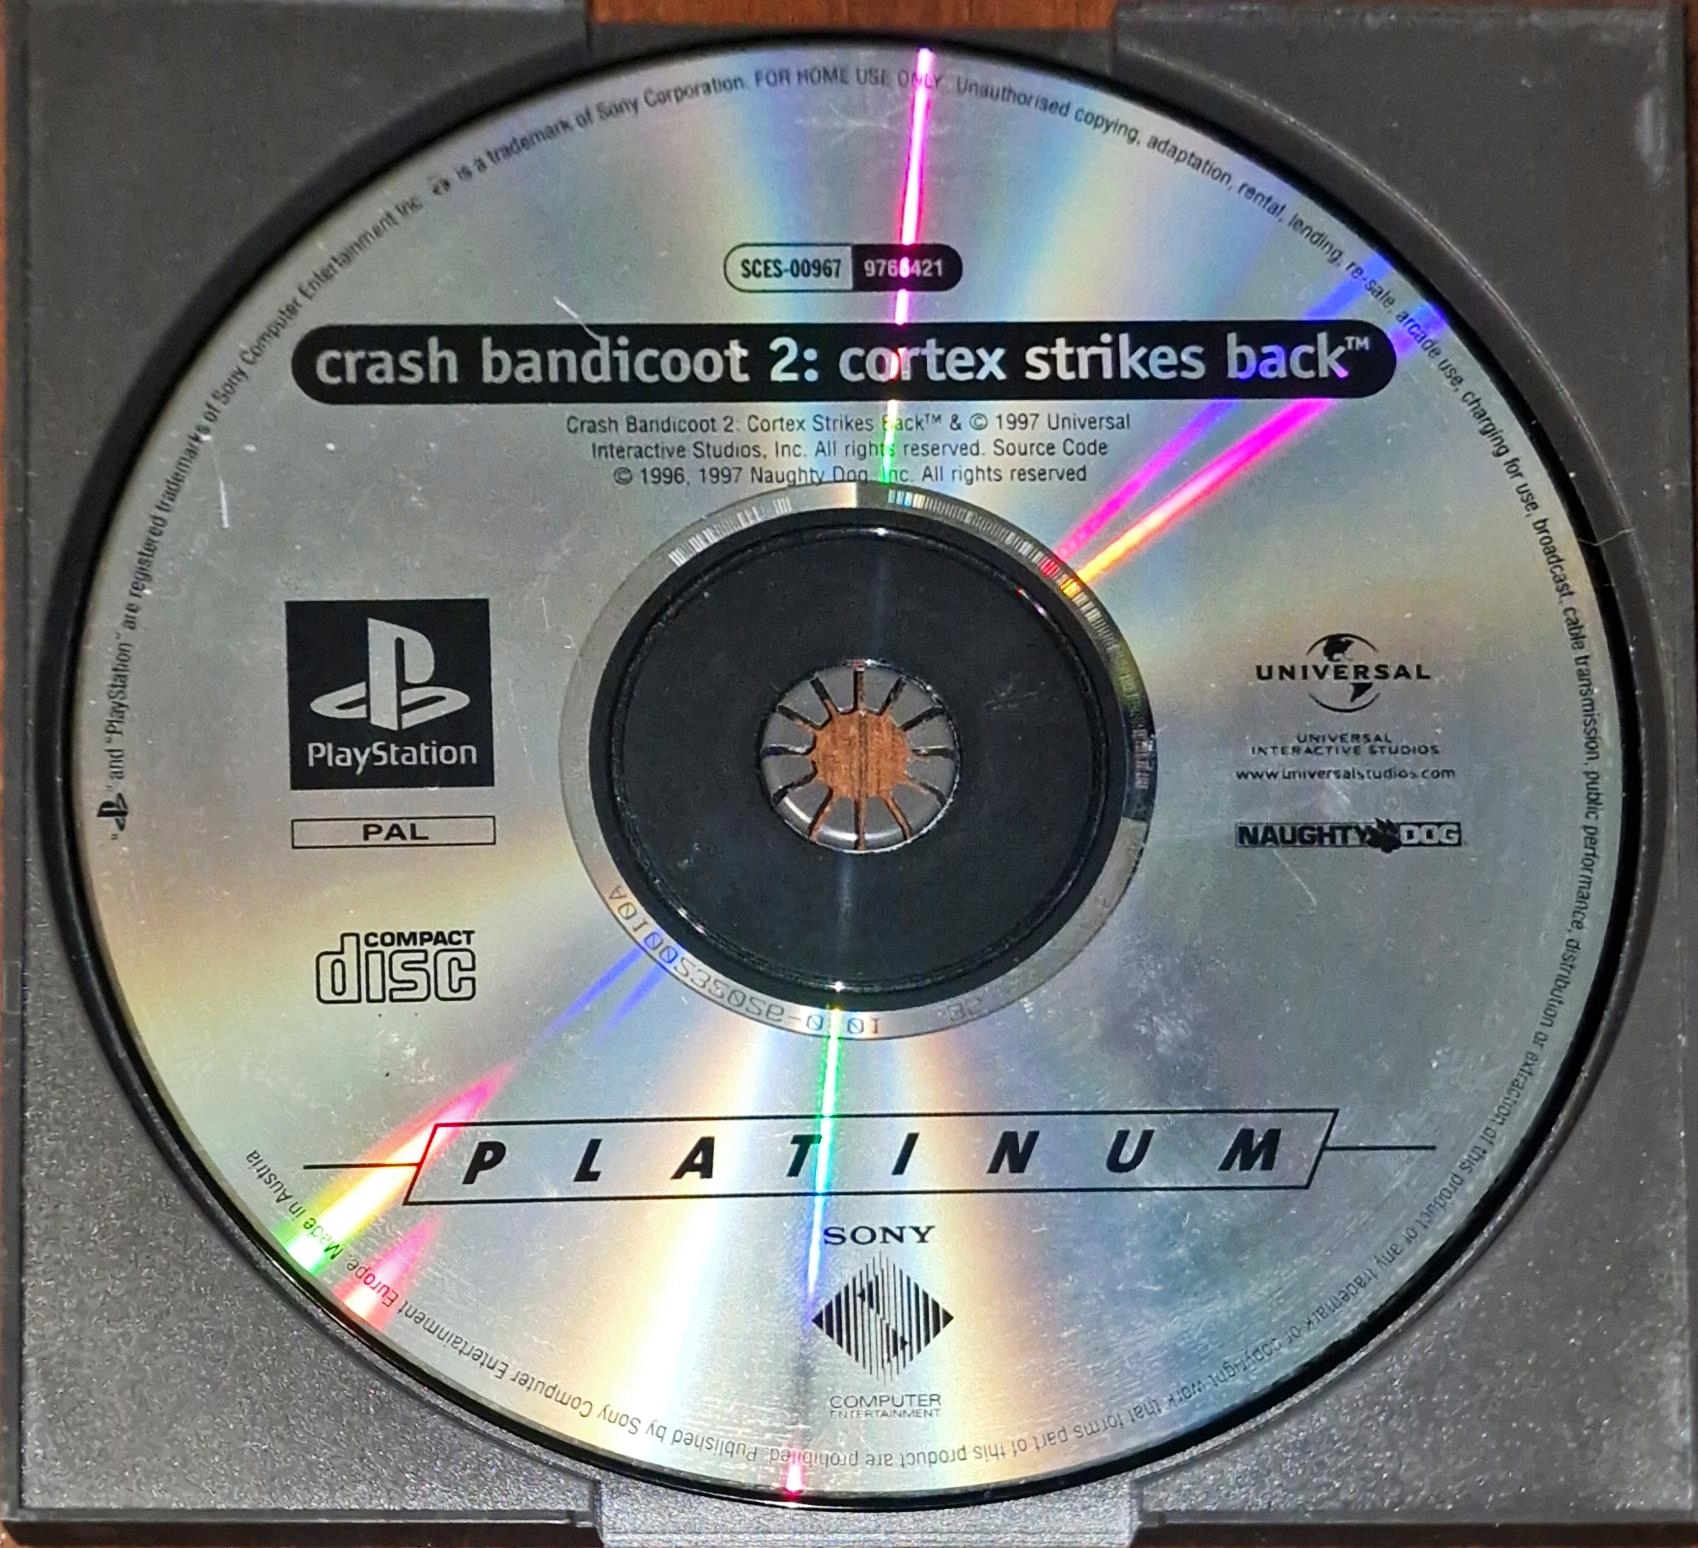 "PS" and "PlayStation" are registered trademarks of Sony Computer Entertainment Inc. is a trademark of Sony Corporation. FOR HOME USE ONLY. Unauthorised copying, adaptation, rental, lending, re-sale, arcade use, charging for use, broadcast, cable transmission, public performance, distribution or extraction of this product or any trademark or copyright work that forms part of this product are prohibited. Published by Sony Computer Entertainment Europe. Made in Austria
SCES-00967 9766421
crash bandicoot 2: cortex strikes back™
Crash Bandicoot 2: Cortex Strikes Back™ & © 1997 Universal
Interactive Studios, Inc. All rights reserved. Source Code
© 1996, 1997 Naughty Dog, Inc. All rights reserved
PlayStation
PAL
COMPACT
disc
UNIVERSAL
UNIVERSAL
INTERACTIVE STUDIOS
www.universalstudios.com
NAUGHTY DOG
PLATINUM
SONY
COMPUTER
ENTERTAINMENT